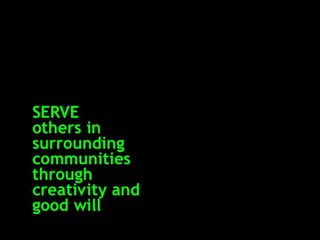 SERVE
others in
surrounding
communities
through
creativity and
good will